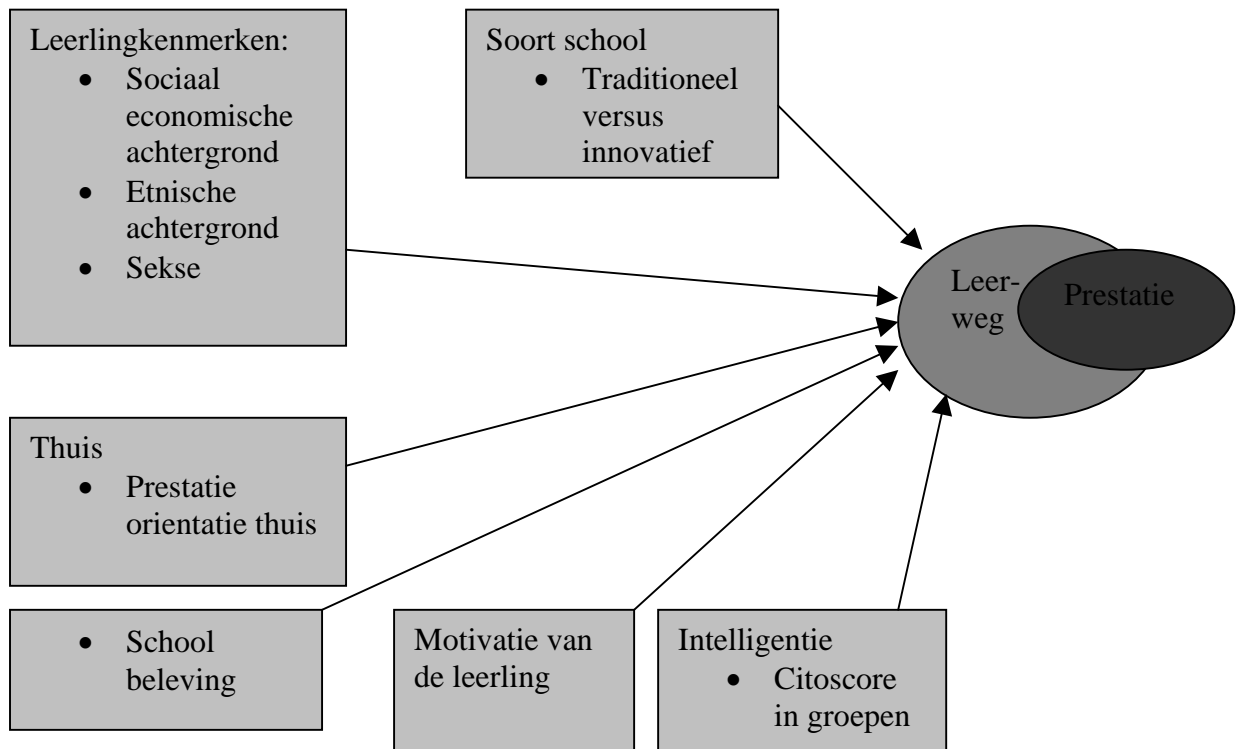 Leerlingkenmerken:
• Sociaal
economische
achtergrond
• Etnische
achtergrond
• Sekse
Soort school
• Traditioneel
versus
innovatief
Leer-
weg
Prestatie
Thuis
• Prestatie
orientatie thuis
• School
beleving
Motivatie van
de leerling
Intelligentie
• Citoscore
in groepen